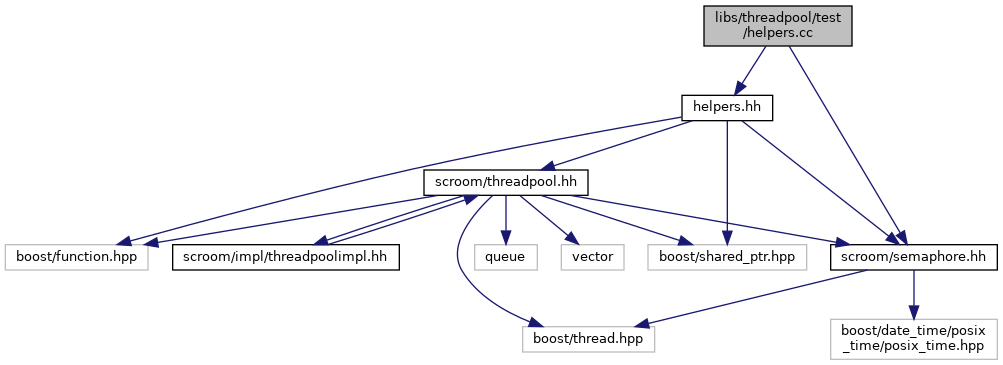 libs/threadpool/test
/helpers.cc
helpers.hh
scroom/threadpool.hh
boost/function.hpp
scroom/impl/threadpoolimpl.hh
queue
vector
boost/shared_ptr.hpp
scroom/semaphore.hh
boost/thread.hpp
boost/date_time/posix
_time/posix_time.hpp